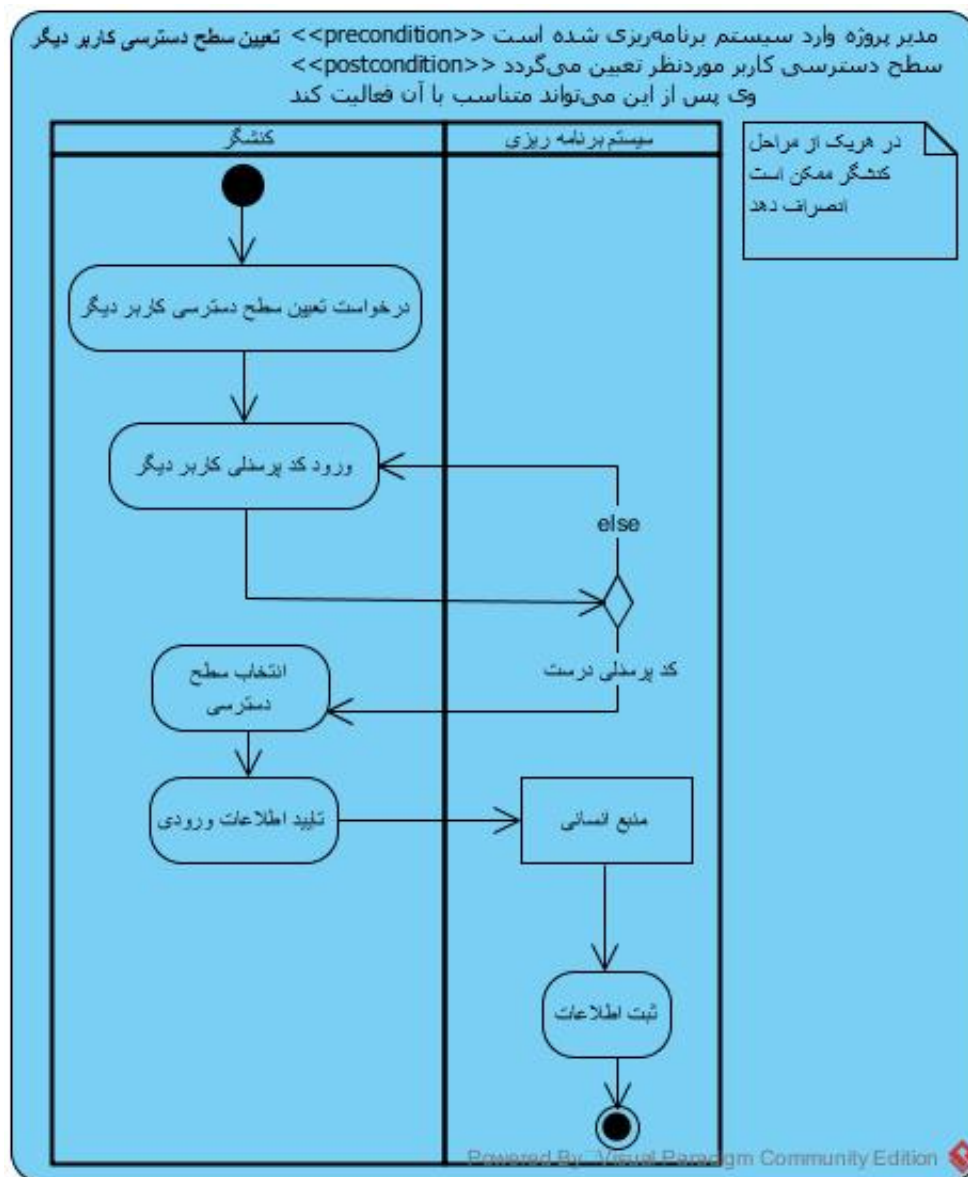 تعیین سطح دسترسی کاربر دیگر <<precondition>> مدیر پروژه وارد سیستم برنامه‌ریزی شده است
<<postcondition>> سطح دسترسی کاربر موردنظر تعیین می‌گردد
وی پس از این می‌تواند متناسب با آن فعالیت کند
کنشگر
سیستم برنامه ریزی
در هریک از مراحل
کنشگر ممکن است
انصراف دهد
درخواست تعیین سطح دسترسی کاربر دیگر
ورود کد پرسنلی کاربر دیگر
else
کد پرسنلی درست
انتخاب سطح
دسترسی
تایید اطلاعات ورودی
منبع انسانی
ثبت اطلاعات
Powered By Visual Paradigm Community Edition